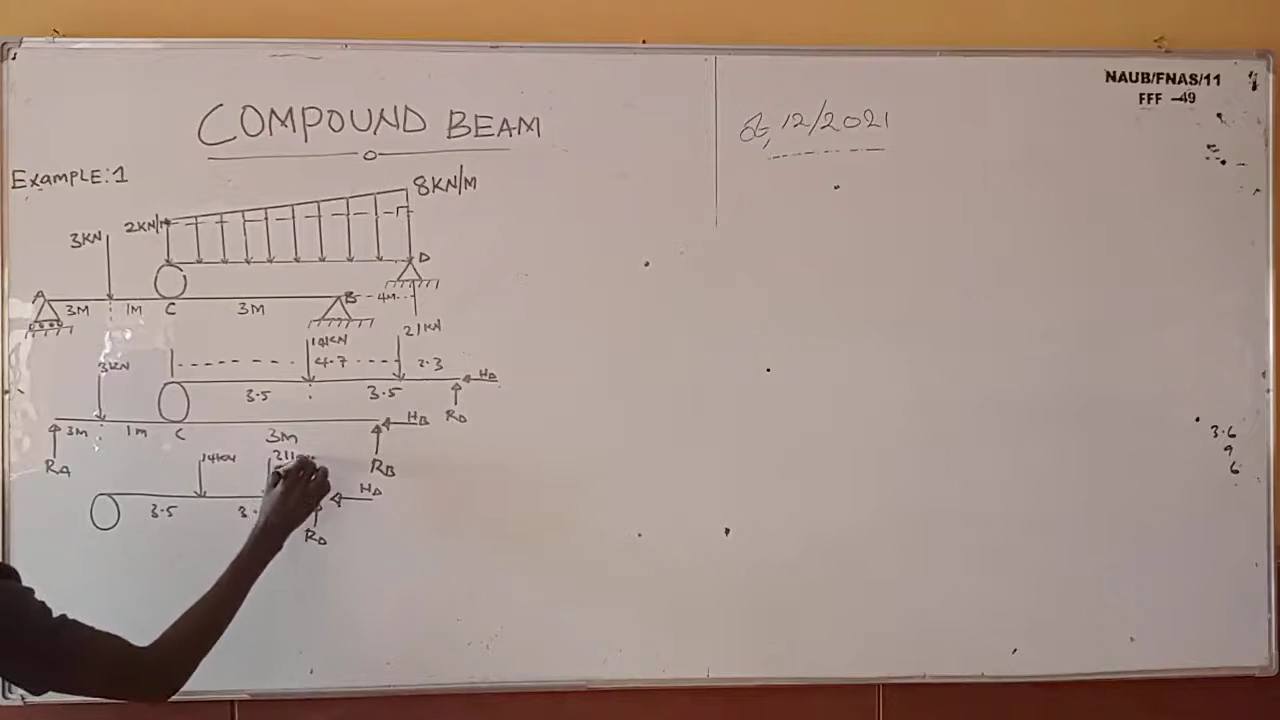 COMPOUND BEAM
NAUB/FNAS/11
FFF -49
12/2021
EXAMPLE:1
8KN/M
2KN/
3KN
A
B
D
3M 1M C 3M
4M
3KN
14KN
21KN
4.7
2.3
3.5 3.5
HD
RD
3M 1m C 3M
HB
RA
RB
14KN
3.5
HD
RD
3.6
9
6